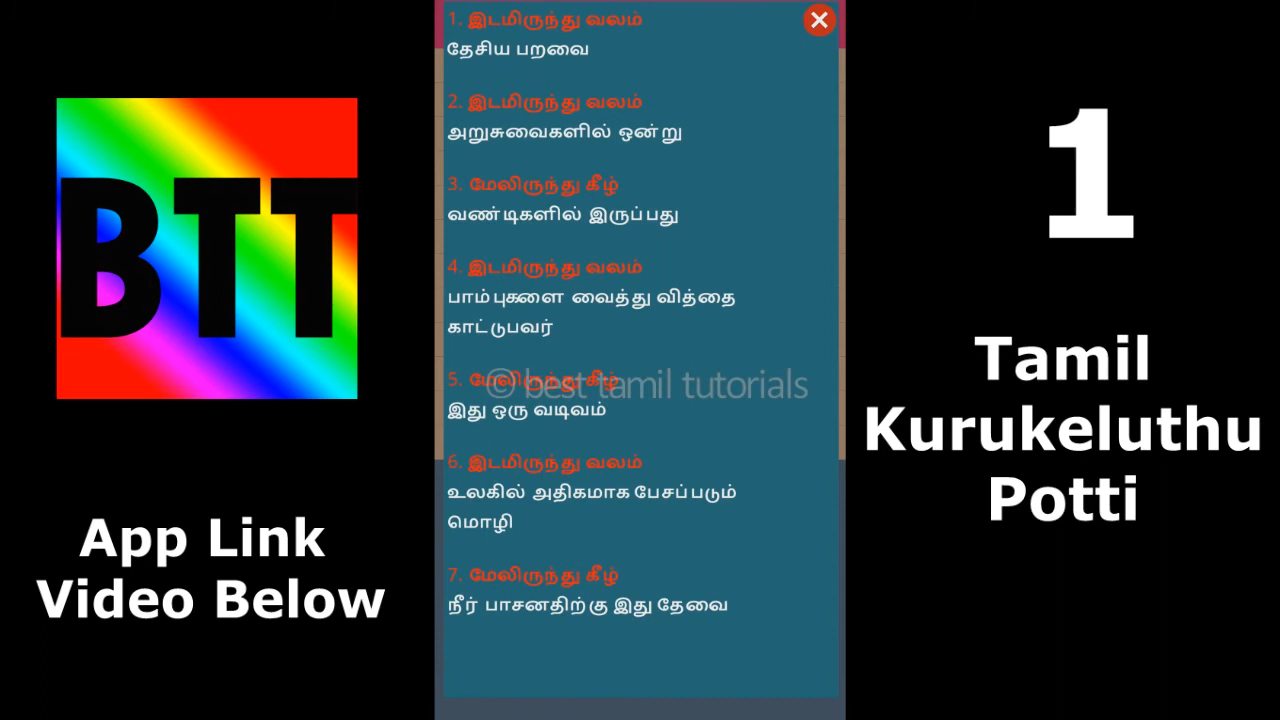 BTT
App Link
Video Below
1. இடமிருந்து வலம்
தேசிய பறவை
2. இடமிருந்து வலம்
அறுசுவைகளில் ஒன்று
3. மேலிருந்து கீழ்
வண்டிகளில் இருப்பது
4. இடமிருந்து வலம்
பாம்புகளை வைத்து வித்தை
காட்டுபவர்
5. மேலிருந்து கீழ்
© best tamil tutorials
இது ஒரு வடிவம்
6. இடமிருந்து வலம்
உலகில் அதிகமாக பேசப்படும்
மொழி
7. மேலிருந்து கீழ்
நீர் பாசனதிற்கு இது தேவை
1
Tamil
Kurukeluthu
Potti